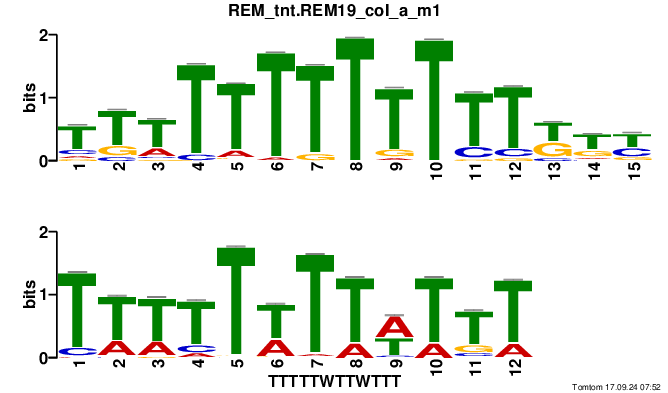 REM_tnt.REM19_col_a_m1
2
1
0
bits
1 2 3 4 5 6 7 8 9 10 11 12 13 14 15
2
1
0
bits
1 2 3 4 5 6 7 8 9 10 11 12
TTTTTWTTWTTT
Tomtom 17.09.24 07:52